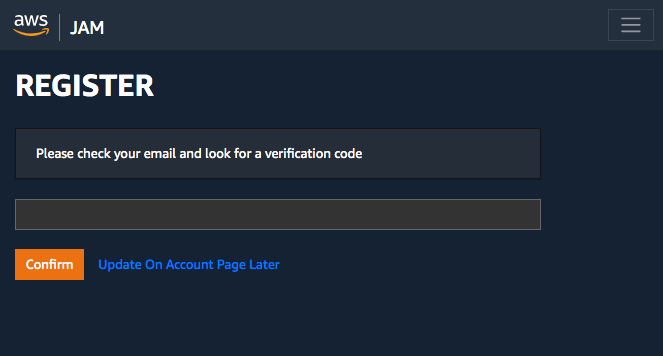 aws
JAM
REGISTER
Please check your email and look for a verification code
Confirm
Update On Account Page Later